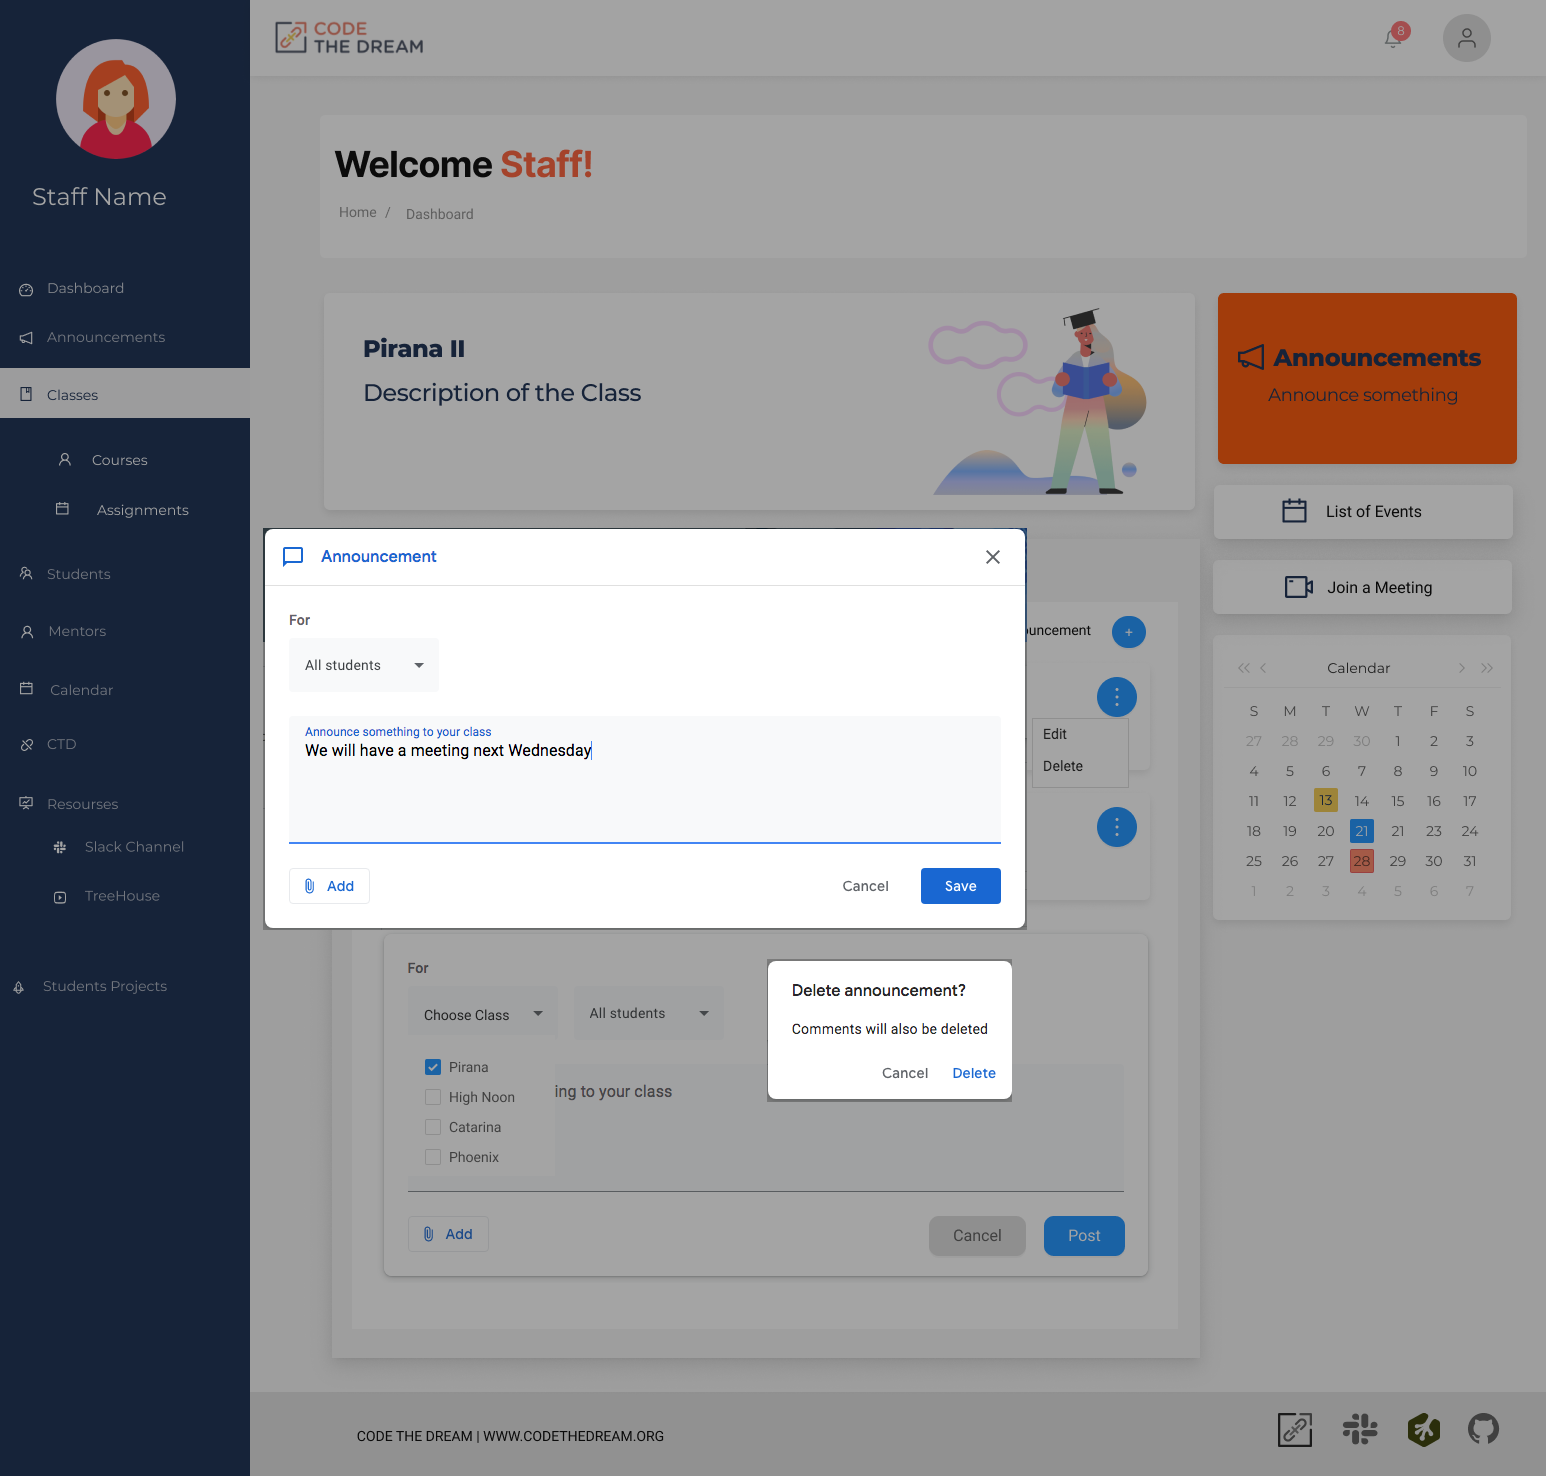 CODE
THE DREAM
8
Staff Name
Dashboard
Announcements
Classes
Courses
Assignments
Students
Mentors
Calendar
CTD
Resourses
Slack Channel
TreeHouse
Students Projects
Welcome Staff!
Home / Dashboard
Pirana II
Description of the Class
Announcements
Announce something
List of Events
Join a Meeting
Calendar
S M T W T F S
27 28 29 30 1 2 3
4 5 6 7 8 9 10
11 12 13 14 15 16 17
18 19 20 21 21 23 24
25 26 27 28 29 30 31
1 2 3 4 5 6 7
Announcement
For
All students
Announce something to your class
We will have a meeting next Wednesday
Add
Cancel
Save
uncement
+
Edit
Delete
For
Choose Class
All students
Pirana
High Noon
Catarina
Phoenix
ing to your class
Add
Cancel
Post
Delete announcement?
Comments will also be deleted
Cancel
Delete
CODE THE DREAM | WWW.CODETHEDREAM.ORG